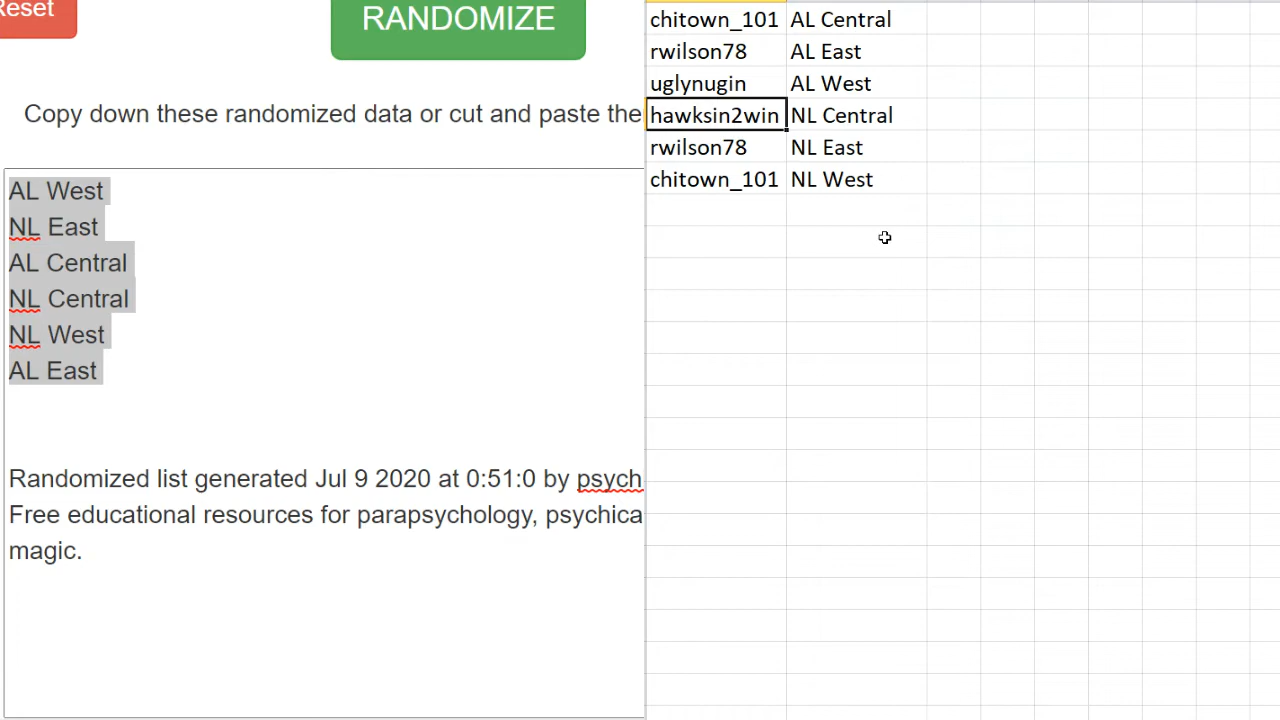 Reset
RANDOMIZE
Copy down these randomized data or cut and paste the
AL West
NL East
AL Central
NL Central
NL West
AL East
Randomized list generated Jul 9 2020 at 0:51:0 by psych
Free educational resources for parapsychology, psychica
magic.
chitown_101 AL Central
rwilson78 AL East
uglynugin AL West
hawksin2win NL Central
rwilson78 NL East
chitown_101 NL West